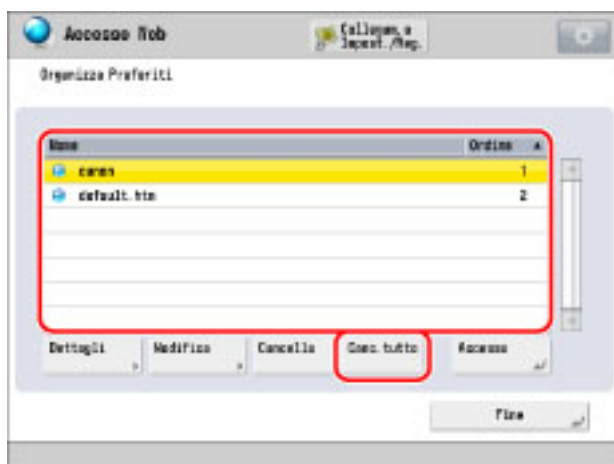 Accesso Web
Collegam.a
Impost./Reg.
Organizza Preferiti
Nome Ordine
canon 1
default.htm 2
Dettagli Modifica Cancella Canc.tutto Accesso
Fine